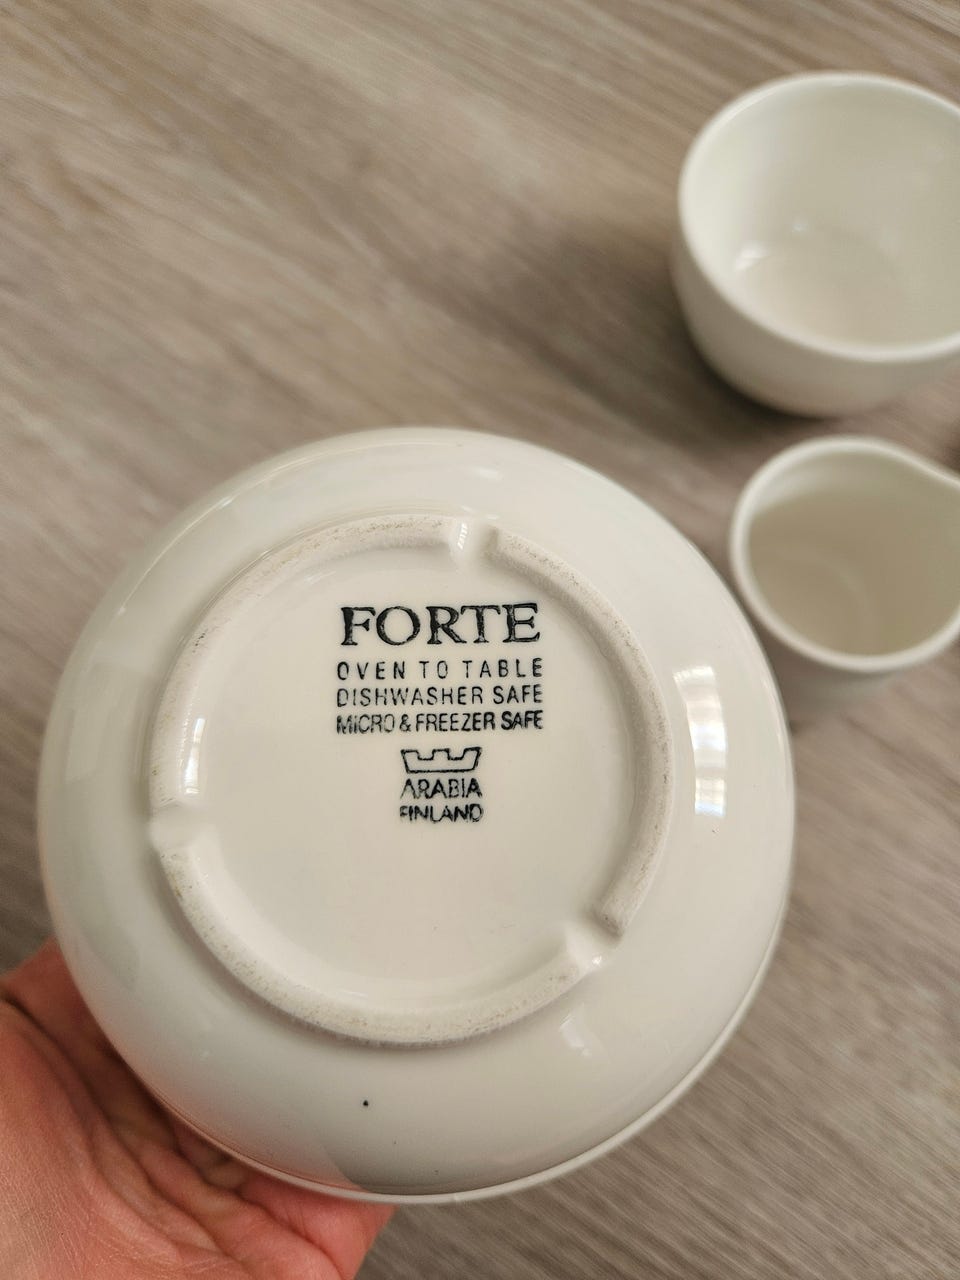 FORTE
OVEN TO TABLE
DISHWASHER SAFE
MICRO & FREEZER SAFE
ARABIA
FINLAND